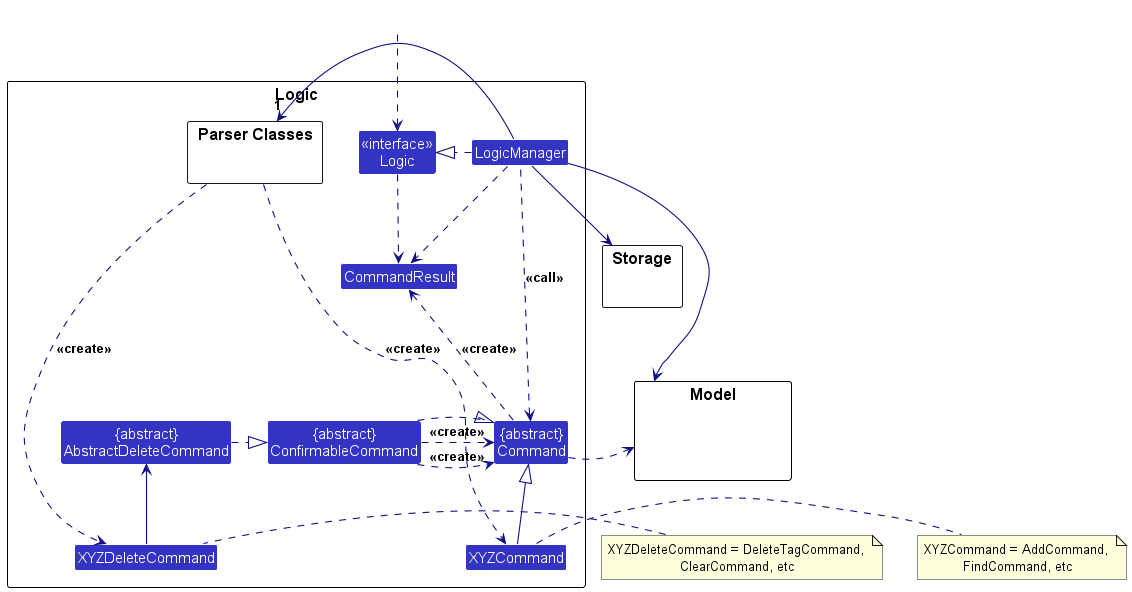 Logic
1
Parser Classes
«interface»
Logic
LogicManager
Storage
CommandResult
«call»
«create»
«create»
«create»
Model
{abstract}
AbstractDeleteCommand
{abstract}
ConfirmableCommand
«create»
«create»
{abstract}
Command
XYZDeleteCommand
XYZCommand
XYZDeleteCommand = DeleteTagCommand,
ClearCommand, etc
XYZCommand = AddCommand,
FindCommand, etc